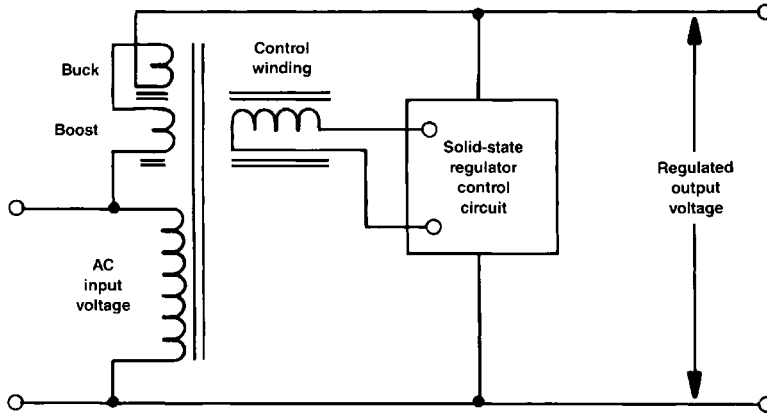 Buck
Boost
Control
winding
Solid-state
regulator
control
circuit
Regulated
output
voltage
AC
input
voltage